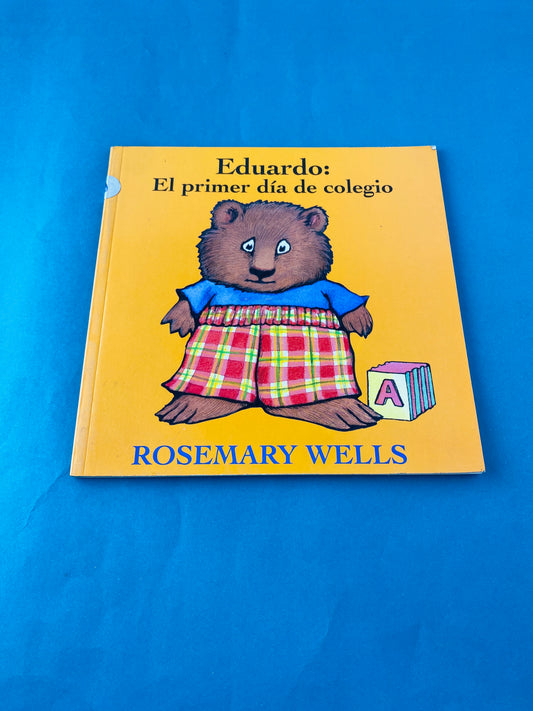 Eduardo:
El primer día de colegio
A
ROSEMARY WELLS